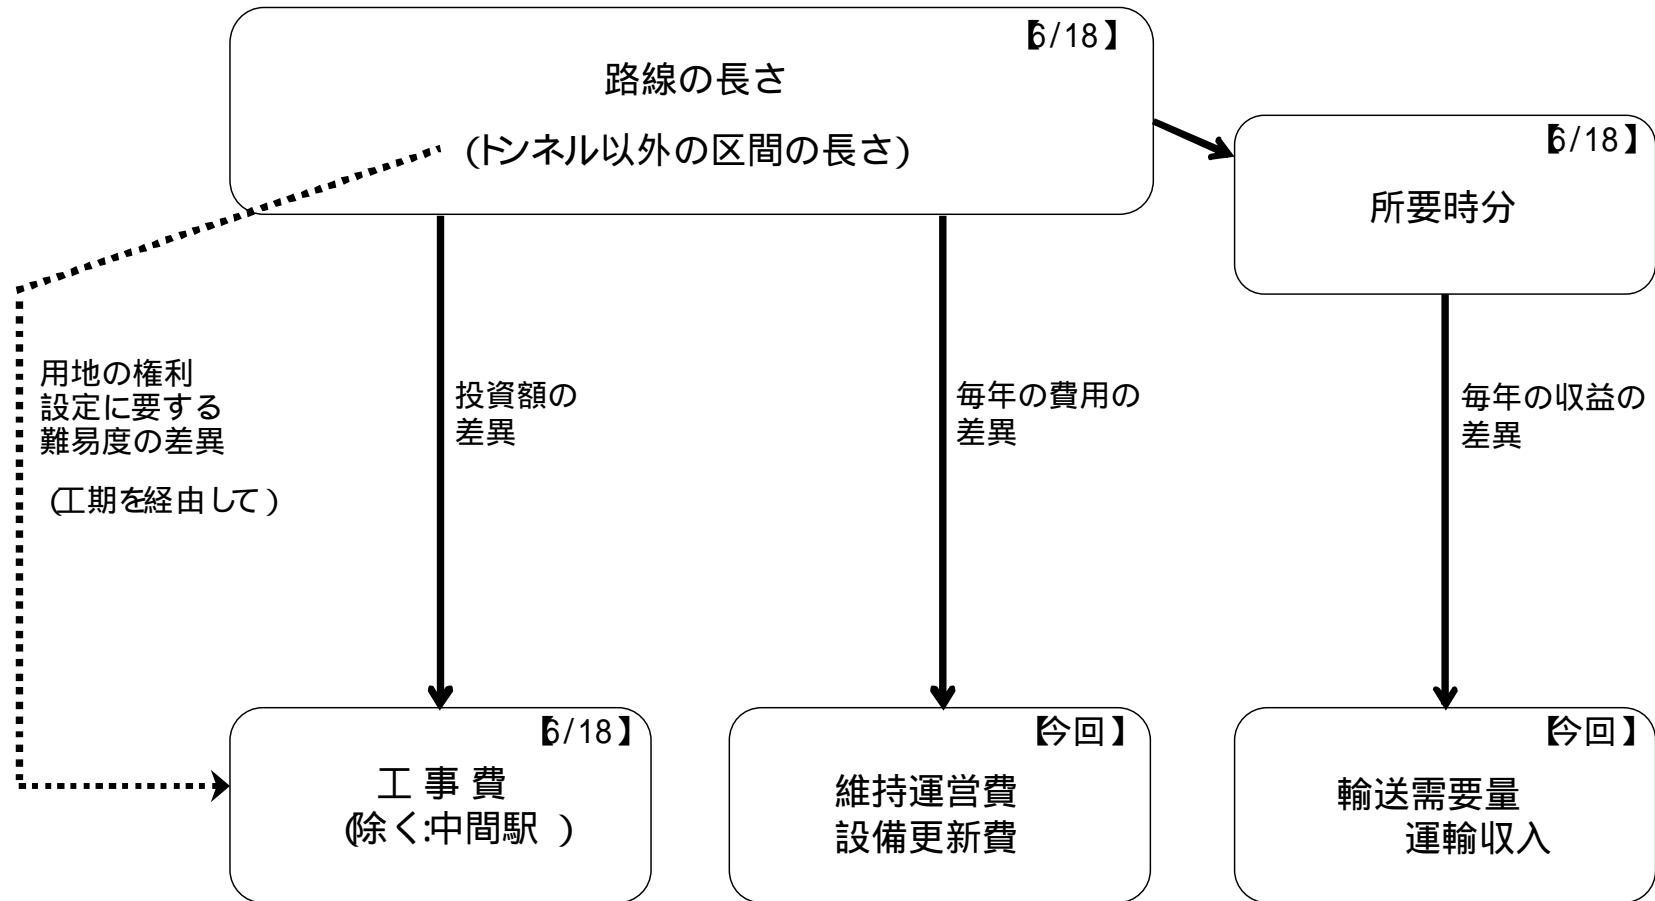 【6/18】
路線の長さ
(トンネル以外の区間の長さ)
【6/18】
所要時分
用地の権利
設定に要する
難易度の差異
(工期を経由して)
投資額の
差異
毎年の費用の
差異
毎年の収益の
差異
【6/18】
工事費
(除く:中間駅)
【今回】
維持運営費
設備更新費
【今回】
輸送需要量
運輸収入